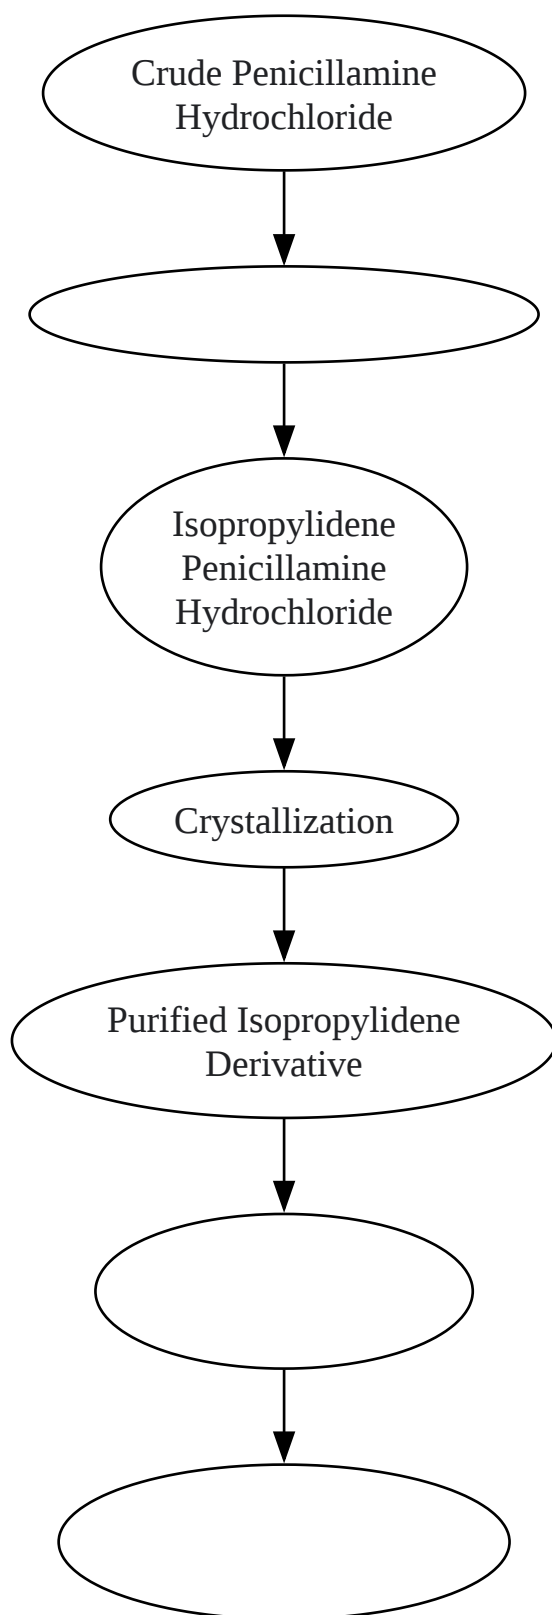 Crude Penicillamine
Hydrochloride
Isopropylidene
Penicillamine
Hydrochloride
Crystallization
Purified Isopropylidene
Derivative